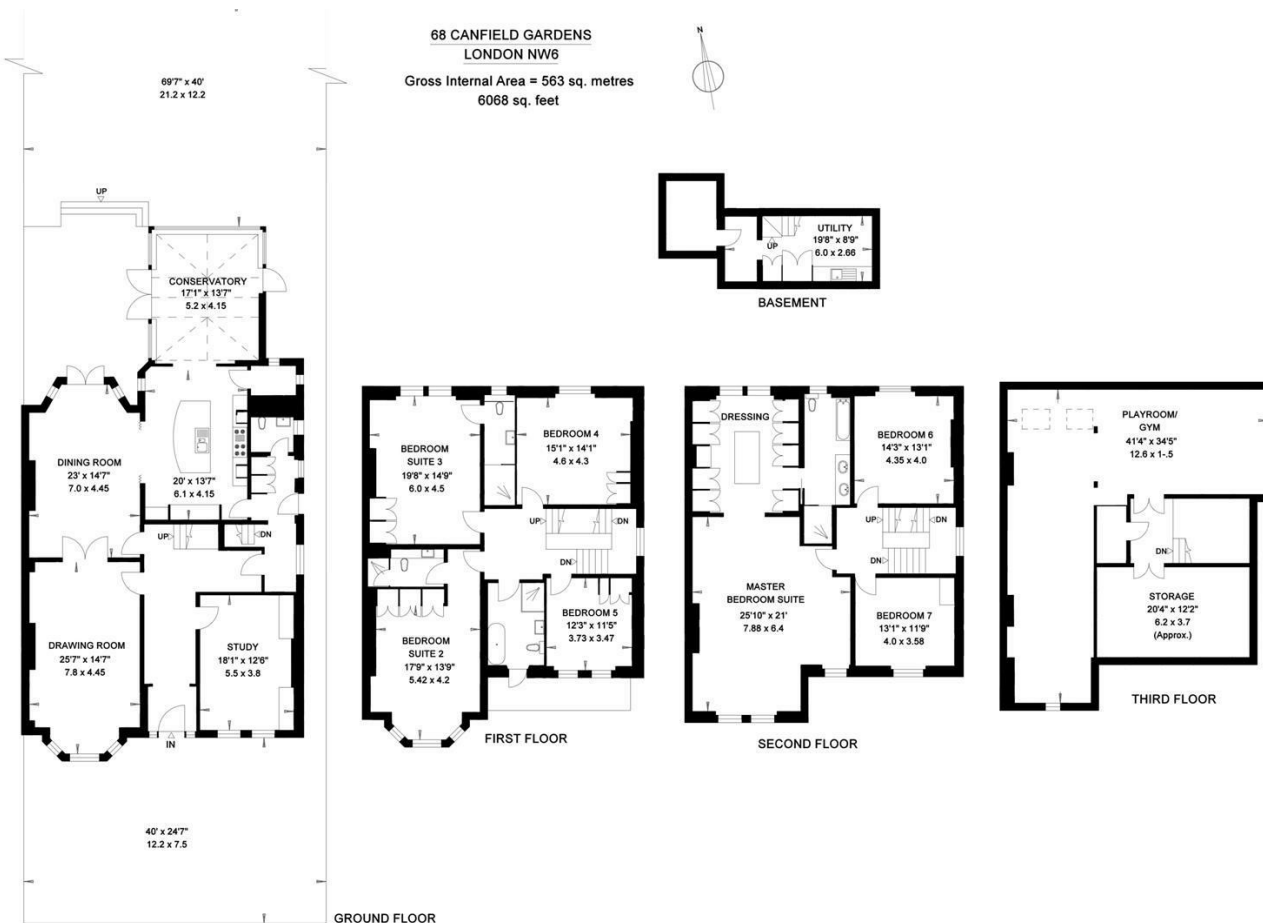 68 CANFIELD GARDENS
LONDON NW6
Gross Internal Area = 563 sq. metres
6068 sq. feet
N
69'7" x 40'
21.2 x 12.2
UP
CONSERVATORY
17'1" x 13'7"
5.2 x 4.15
DINING ROOM
23' x 14'7"
7.0 x 4.45
20' x 13'7"
6.1 x 4.15
UP
DN
DRAWING ROOM
25'7" x 14'7"
7.8 x 4.45
STUDY
18'1" x 12'6"
5.5 x 3.8
IN
40' x 24'7"
12.2 x 7.5
GROUND FLOOR
UTILITY
19'8" x 8'9"
6.0 x 2.66
UP
BASEMENT
BEDROOM
SUITE 3
19'8" x 14'9"
6.0 x 4.5
BEDROOM 4
15'1" x 14'1"
4.6 x 4.3
UP
DN
DN
BEDROOM
SUITE 2
17'9" x 13'9"
5.42 x 4.2
BEDROOM 5
12'3" x 11'5"
3.73 x 3.47
FIRST FLOOR
DRESSING
BEDROOM 6
14'3" x 13'1"
4.35 x 4.0
UP
DN
DN
MASTER
BEDROOM SUITE
25'10" x 21'
7.88 x 6.4
BEDROOM 7
13'1" x 11'9"
4.0 x 3.58
SECOND FLOOR
PLAYROOM/
GYM
41'4" x 34'5"
12.6 x 1-.5
DN
STORAGE
20'4" x 12'2"
6.2 x 3.7
(Approx.)
THIRD FLOOR